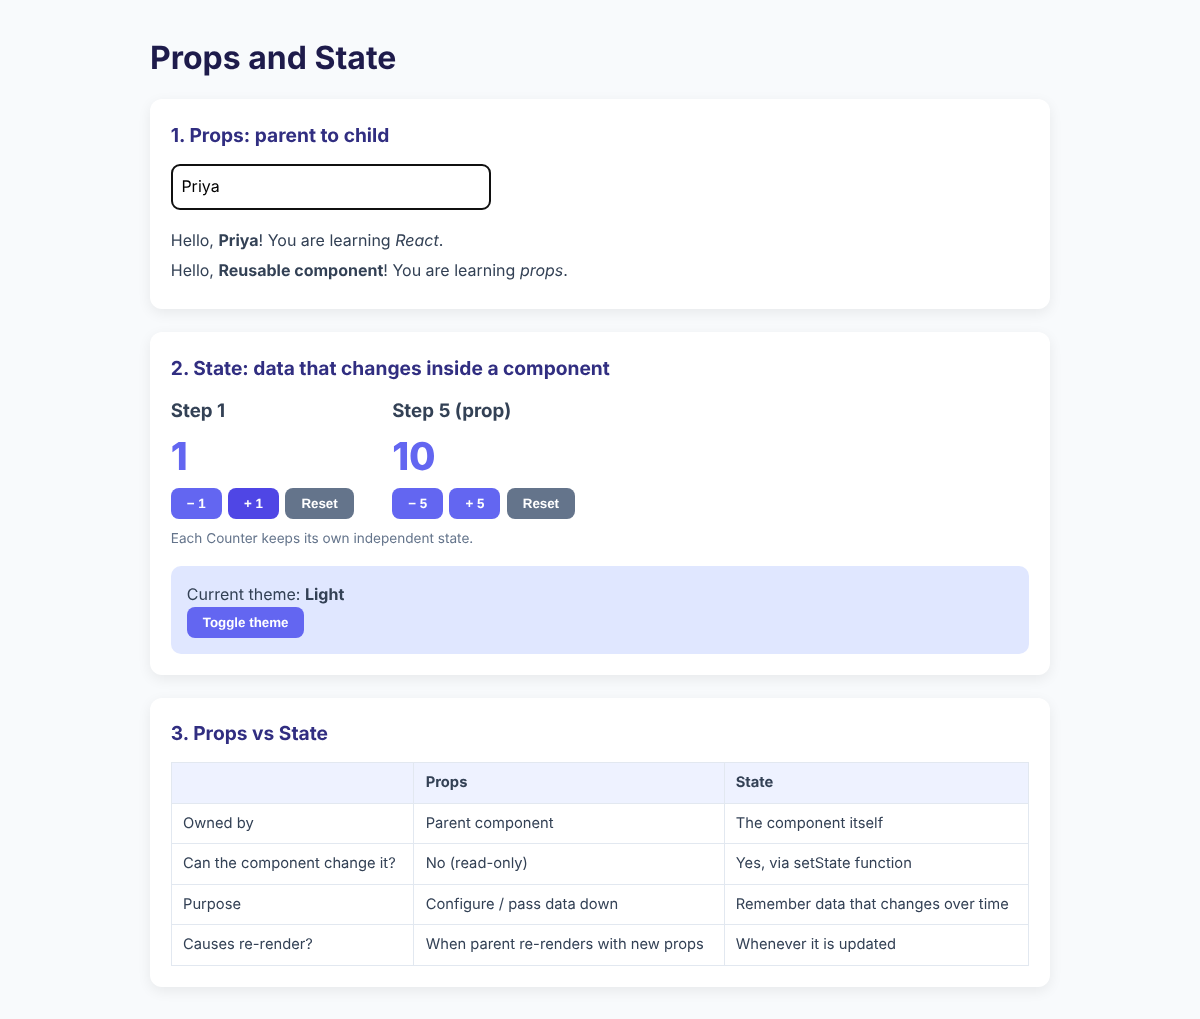 Props and State
1. Props: parent to child
Priya
Hello, Priya! You are learning React.
Hello, Reusable component! You are learning props.
2. State: data that changes inside a component
Step 1
Step 5 (prop)
1
10
− 1
+ 1
Reset
− 5
+ 5
Reset
Each Counter keeps its own independent state.
Current theme: Light
Toggle theme
3. Props vs State
Props
State
Owned by
Parent component
The component itself
Can the component change it?
No (read-only)
Yes, via setState function
Purpose
Configure / pass data down
Remember data that changes over time
Causes re-render?
When parent re-renders with new props
Whenever it is updated